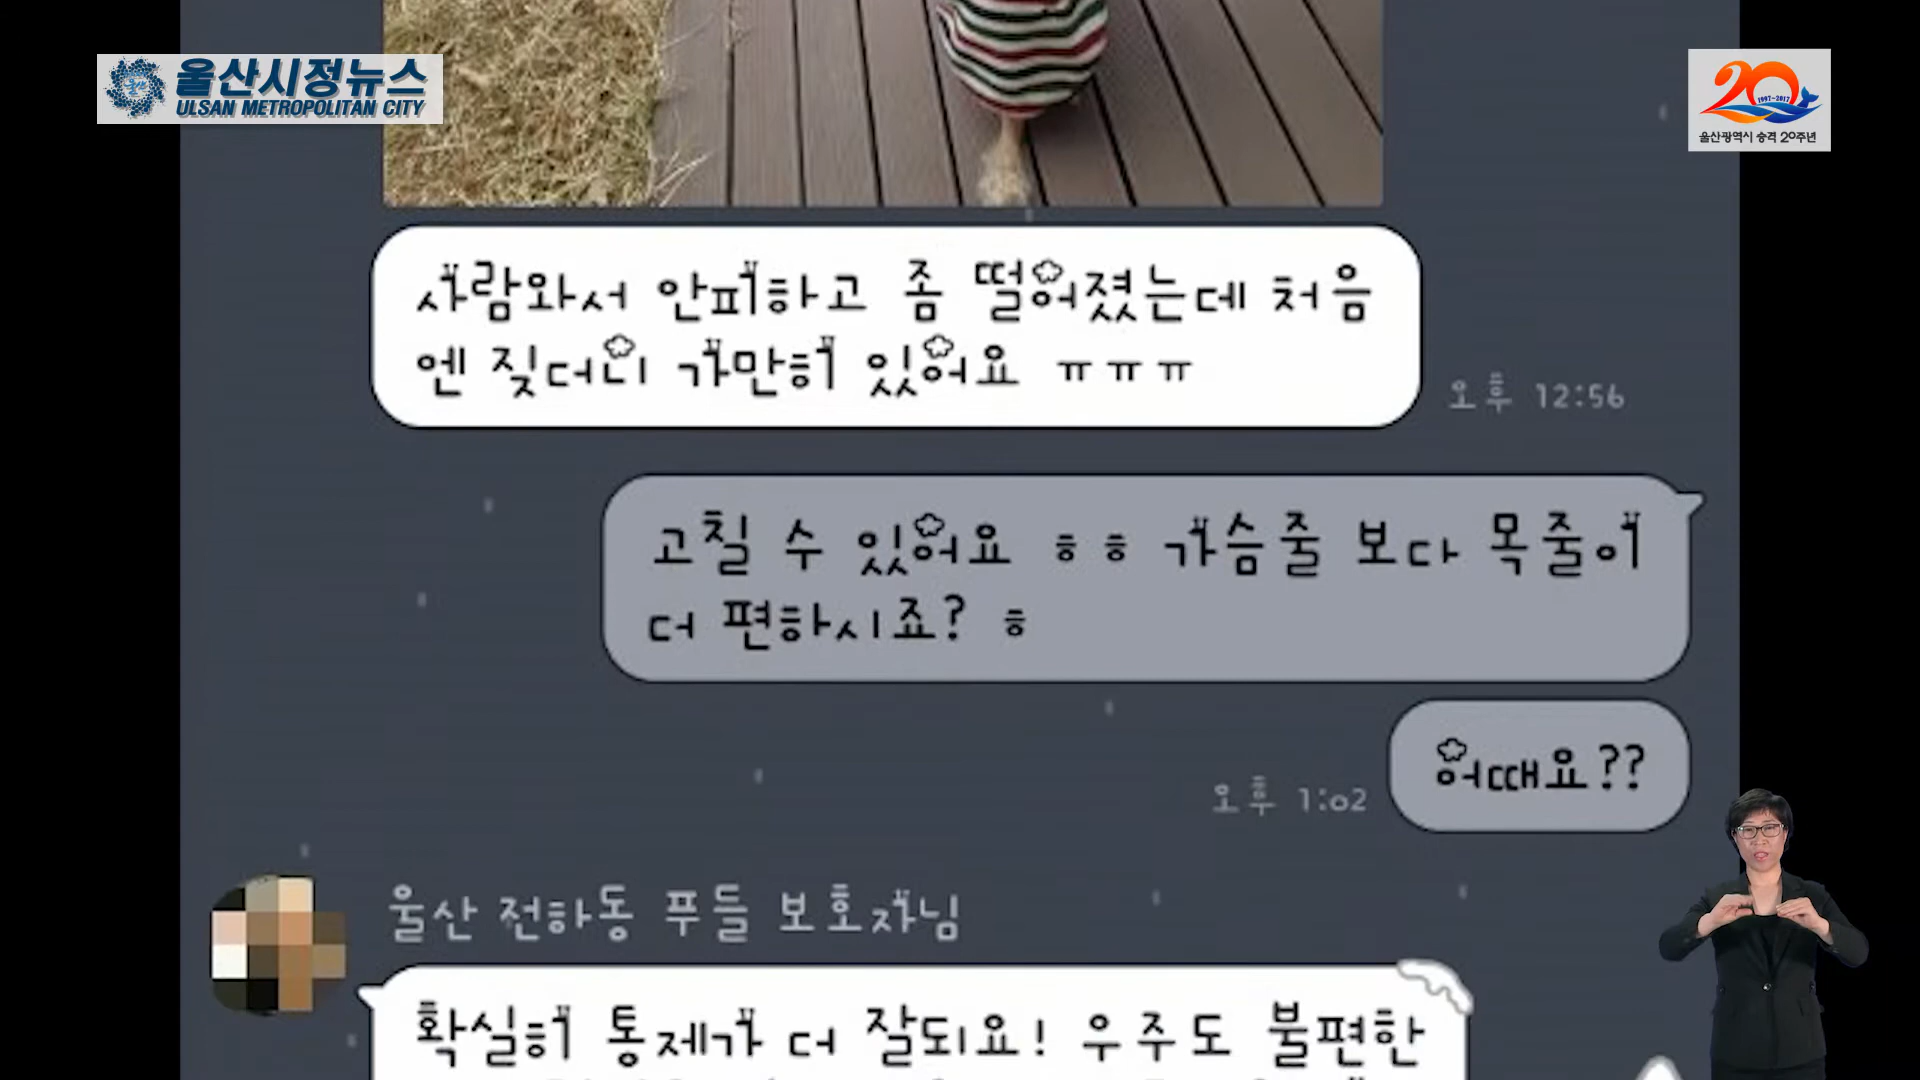 울산시정뉴스
ULSAN METROPOLITAN CITY
20
1997-2017
울산광역시 승격 20주년
사람와서 안피하고 좀 떨어졌는데 처음
엔 짖더니 가만히 있어요 ㅠㅠㅠ
오후 12:56
고칠 수 있어요 ㅎㅎ 가슴줄 보다 목줄이
더 편하시죠? ㅎ
어때요??
오후 1:02
울산 전하동 푸들 보호자님
확실히 통제가 더 잘되요! 우주도 불편한